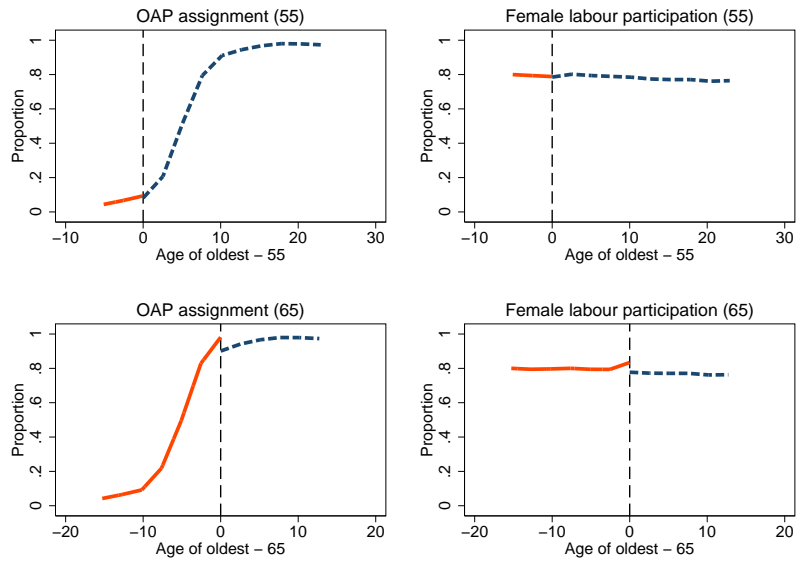 OAP assignment (55)
Proportion
0 .2 .4 .6 .8 1
−10 0 10 20 30
Age of oldest − 55
Female labour participation (55)
Proportion
0 .2 .4 .6 .8 1
−10 0 10 20 30
Age of oldest − 55
OAP assignment (65)
Proportion
0 .2 .4 .6 .8 1
−20 −10 0 10 20
Age of oldest − 65
Female labour participation (65)
Proportion
0 .2 .4 .6 .8 1
−20 −10 0 10 20
Age of oldest − 65